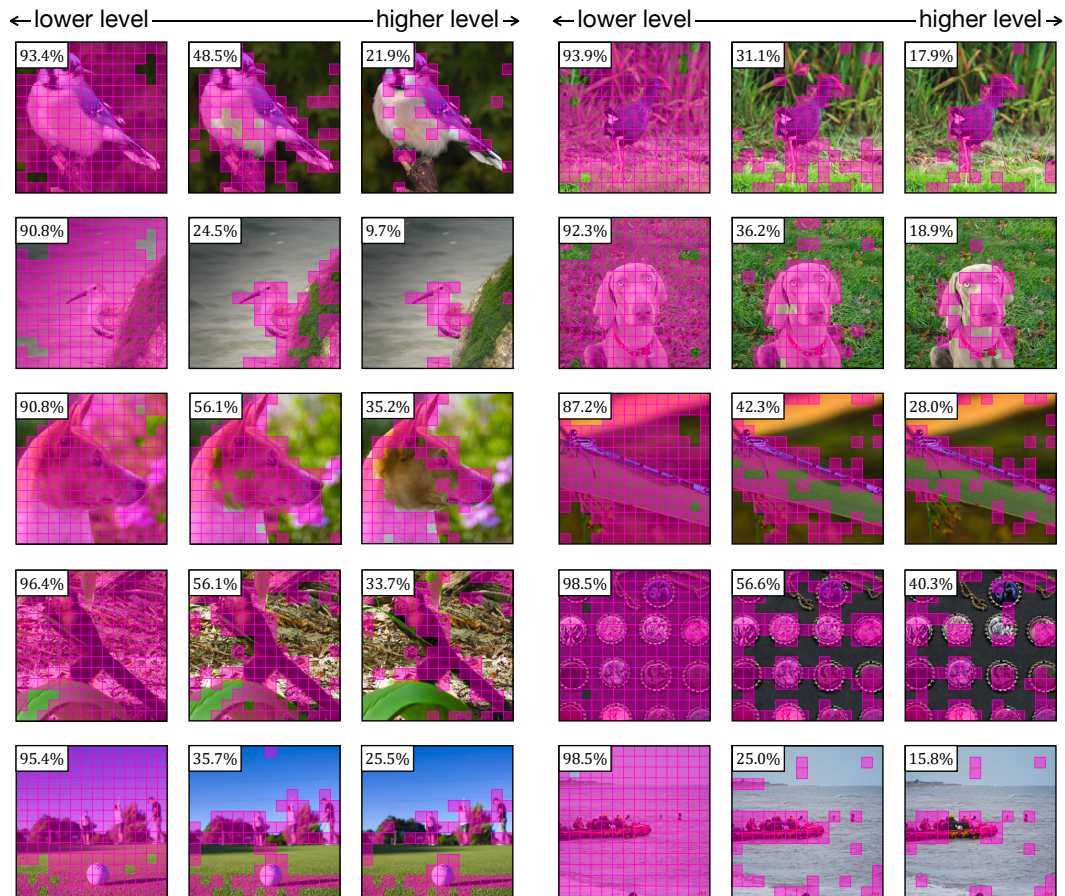 lower level higher level lower level higher level
93.4% 48.5% 21.9% 93.9% 31.1% 17.9%
90.8% 24.5% 9.7% 92.3% 36.2% 18.9%
90.8% 56.1% 35.2% 87.2% 42.3% 28.0%
96.4% 56.1% 33.7% 98.5% 56.6% 40.3%
95.4% 35.7% 25.5% 98.5% 25.0% 15.8%